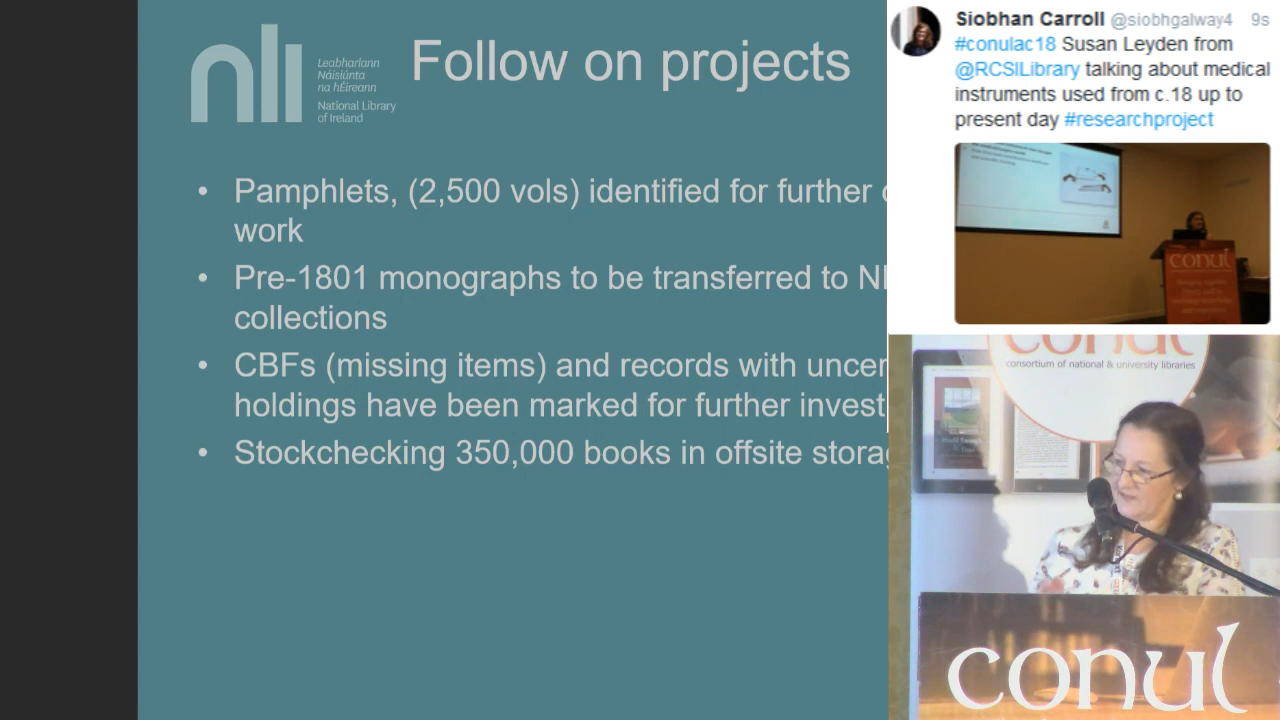 Leabharlann
Náisiúnta
na hÉireann
National Library
of Ireland
Follow on projects
• Pamphlets, (2,500 vols) identified for further
work
• Pre-1801 monographs to be transferred to
collections
• CBFs (missing items) and records with
holdings have been marked for further
• Stockchecking 350,000 books in offsite
Siobhan Carroll @siobhgalway4 9s
#conulac18 Susan Leyden from
@RCSILibrary talking about medical
instruments used from c.18 up to
present day #researchproject
conul
conul
consortium of national & university libraries
conul